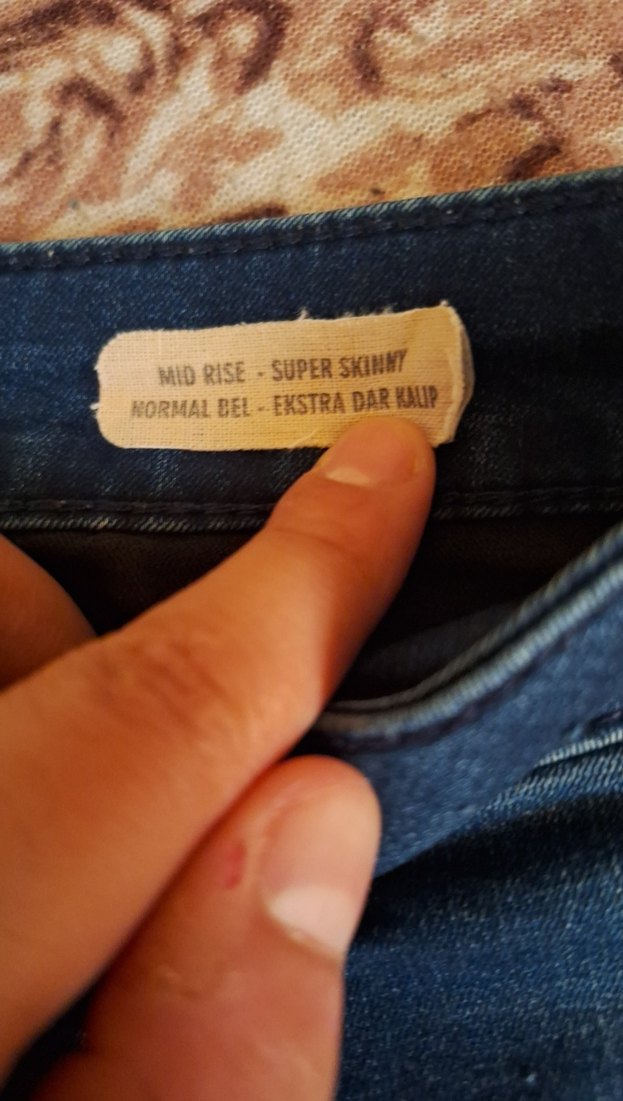 MID RISE - SUPER SKINNY
NORMAL BEL - EKSTRA DAR KALIP